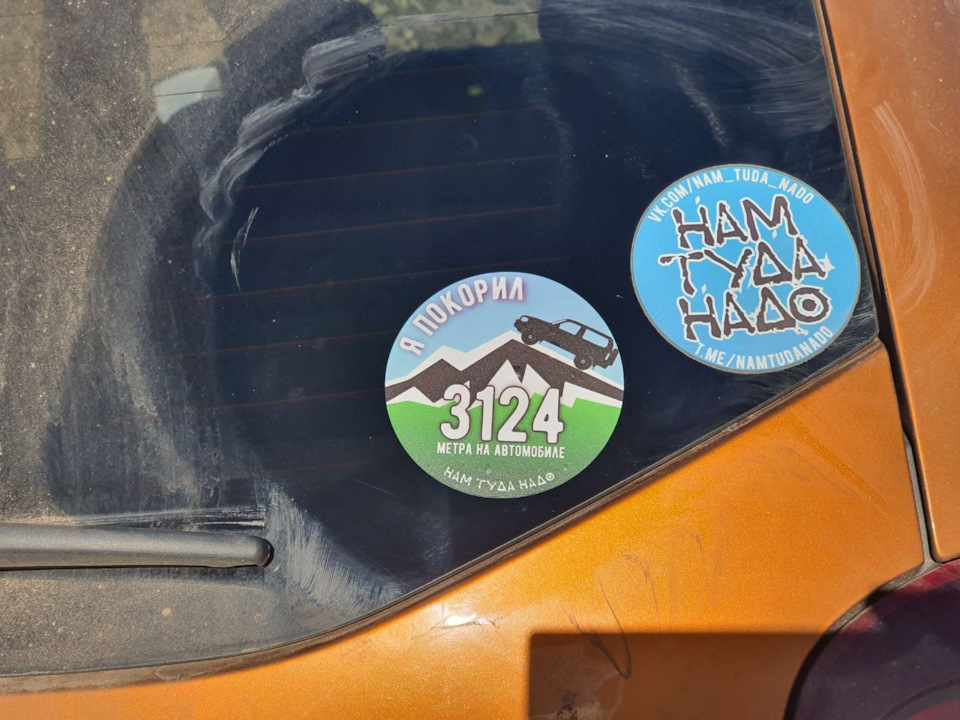 Я ПОКОРИЛ
3124
МЕТРА НА АВТОМОБИЛЕ
НАМ ТУДА НАДО
VK.COM/NAM_TUDA_NADO
НАМ
ТУДА
НАДО
T.ME/NAMTUDANADO